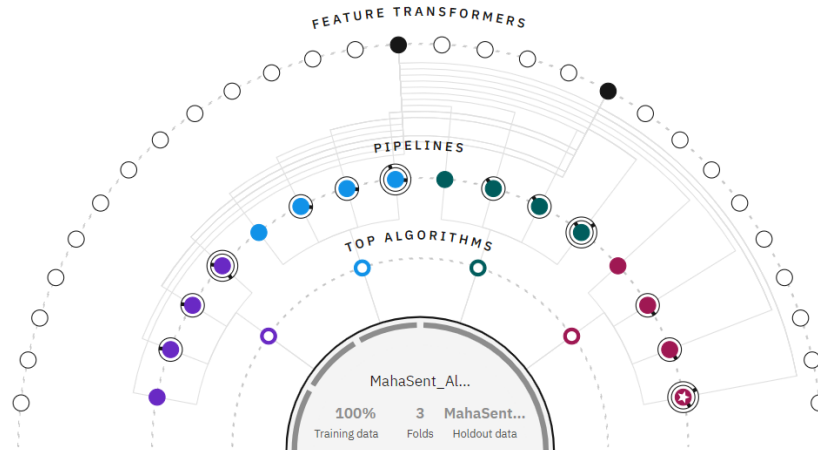 FEATURE TRANSFORMERS
PIPELINES
TOP ALGORITHMS
MahaSent_Al...
100% 3 MahaSent...
Training data Folds Holdout data